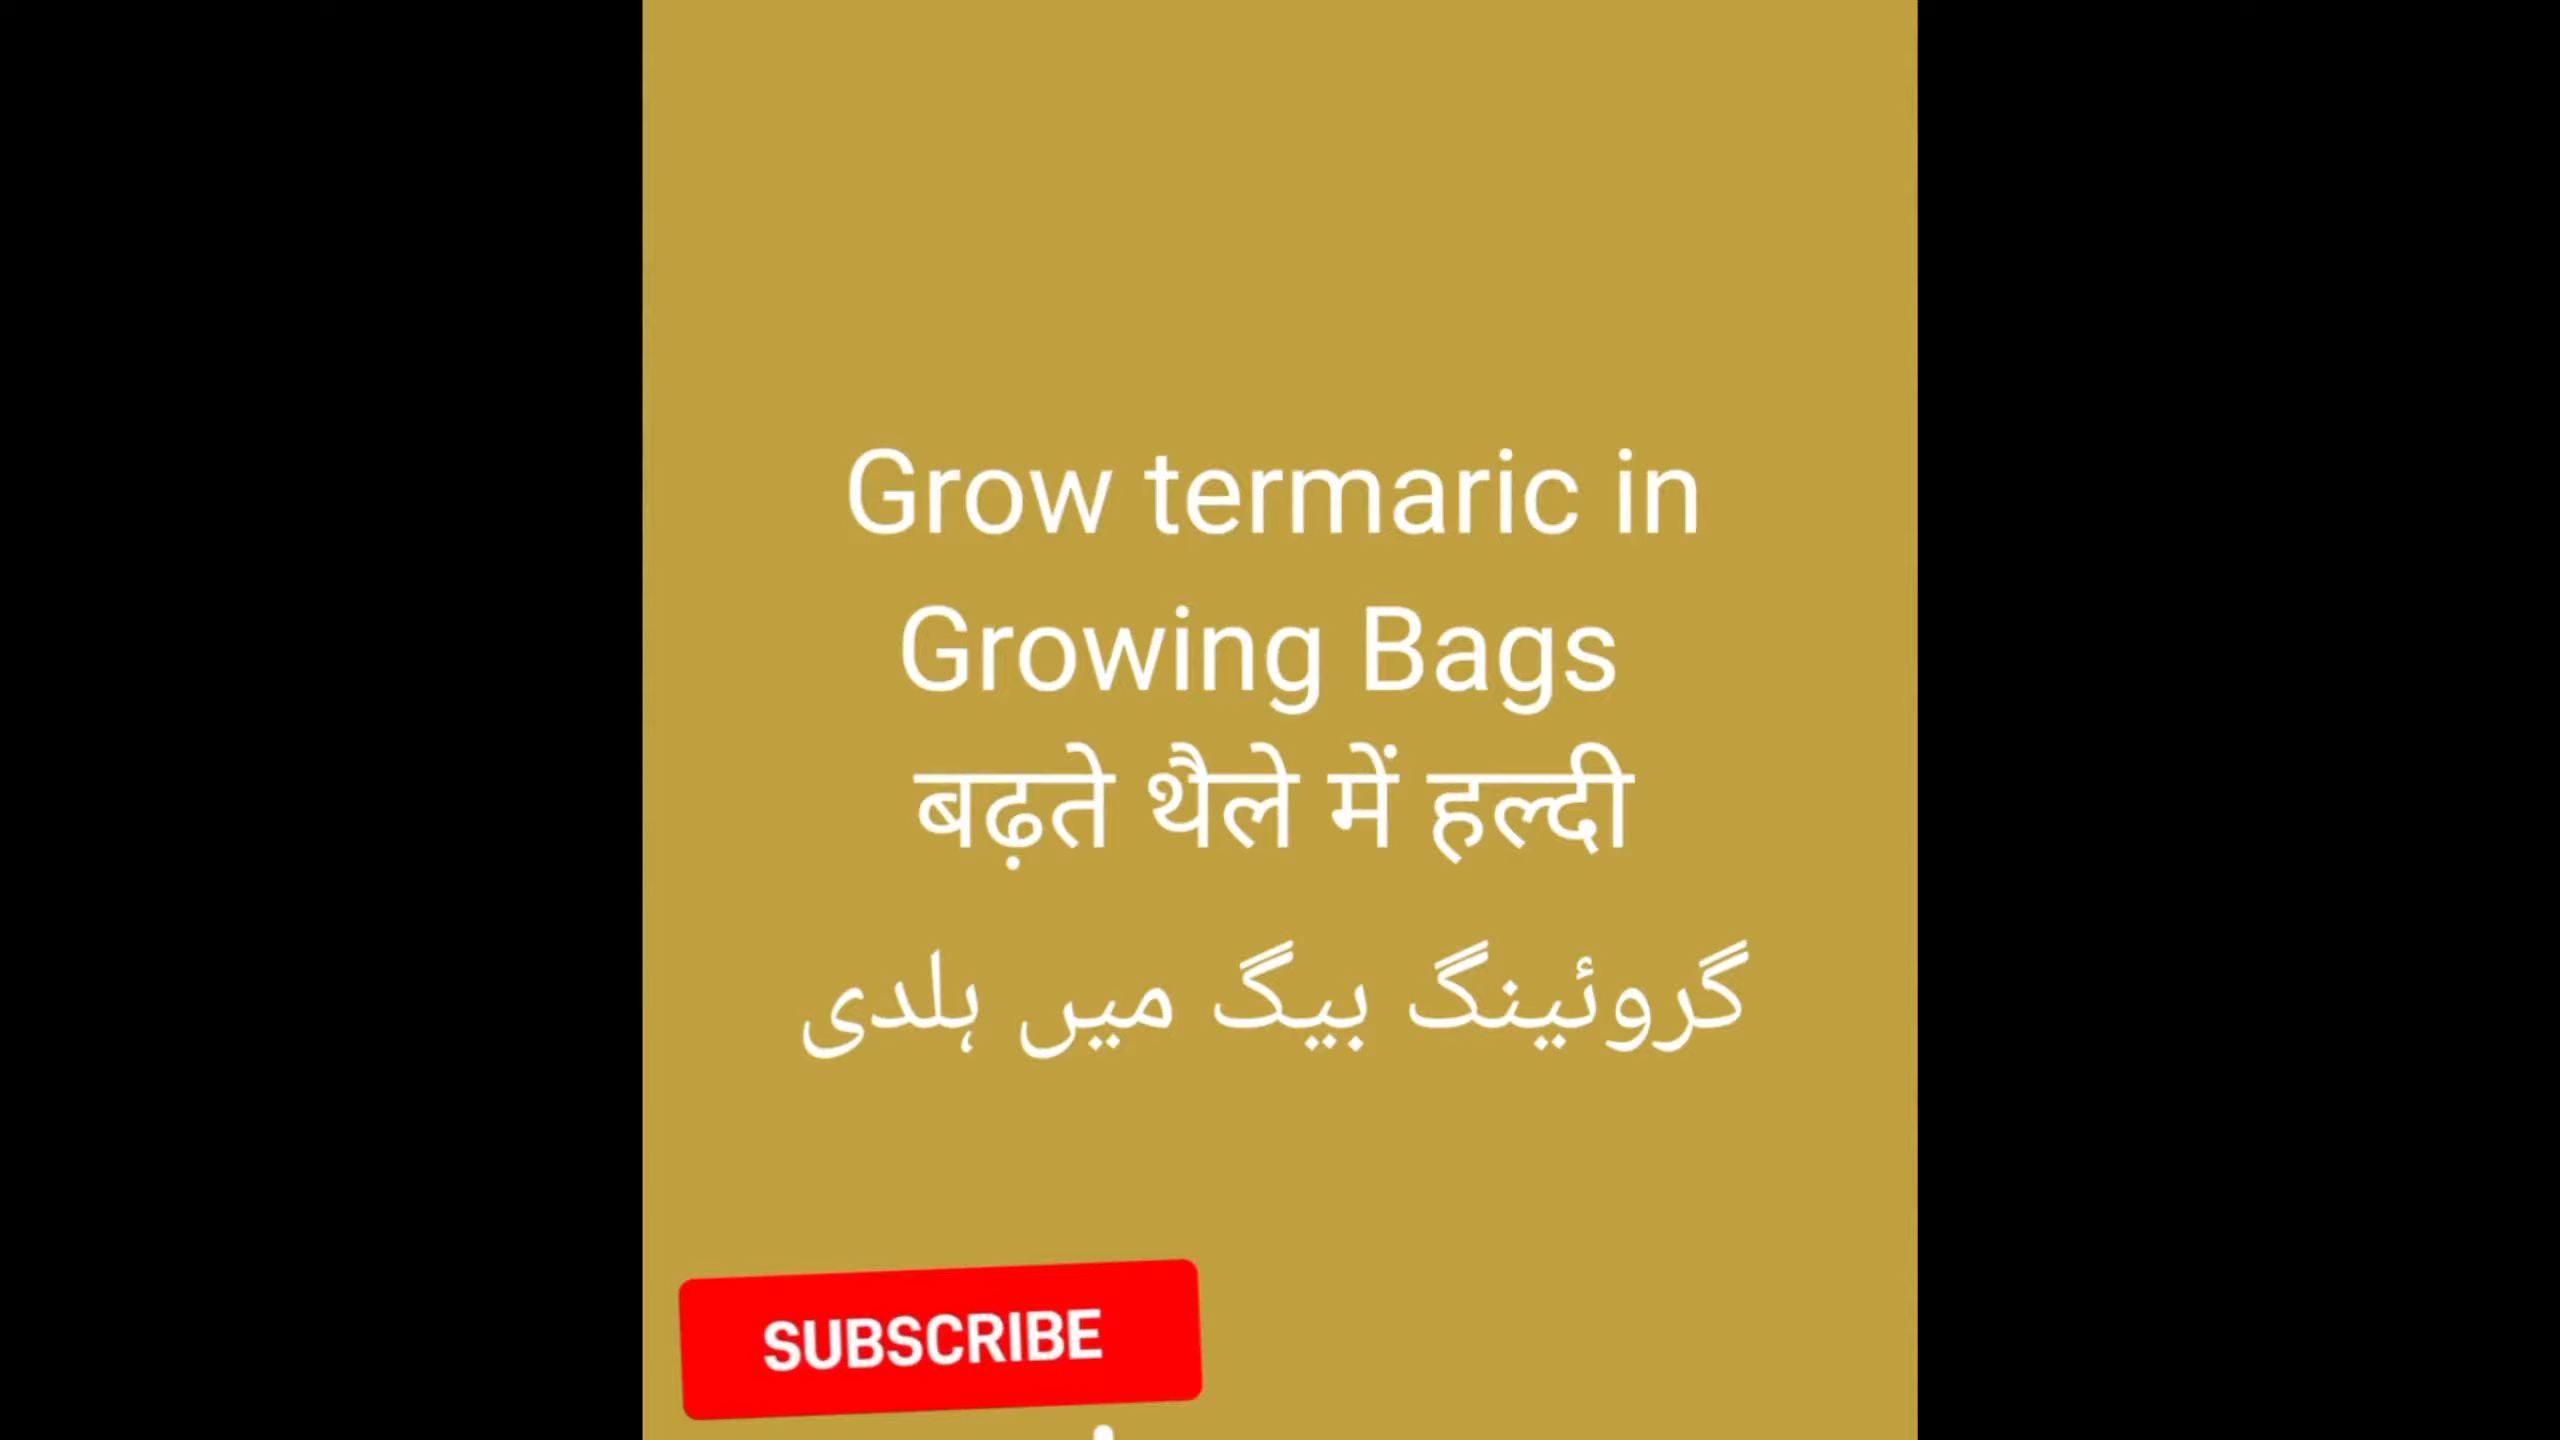 Grow termaric in
Growing Bags
बढ़ते थैले में हल्दी
گروئینگ بیگ میں ہلدی
SUBSCRIBE